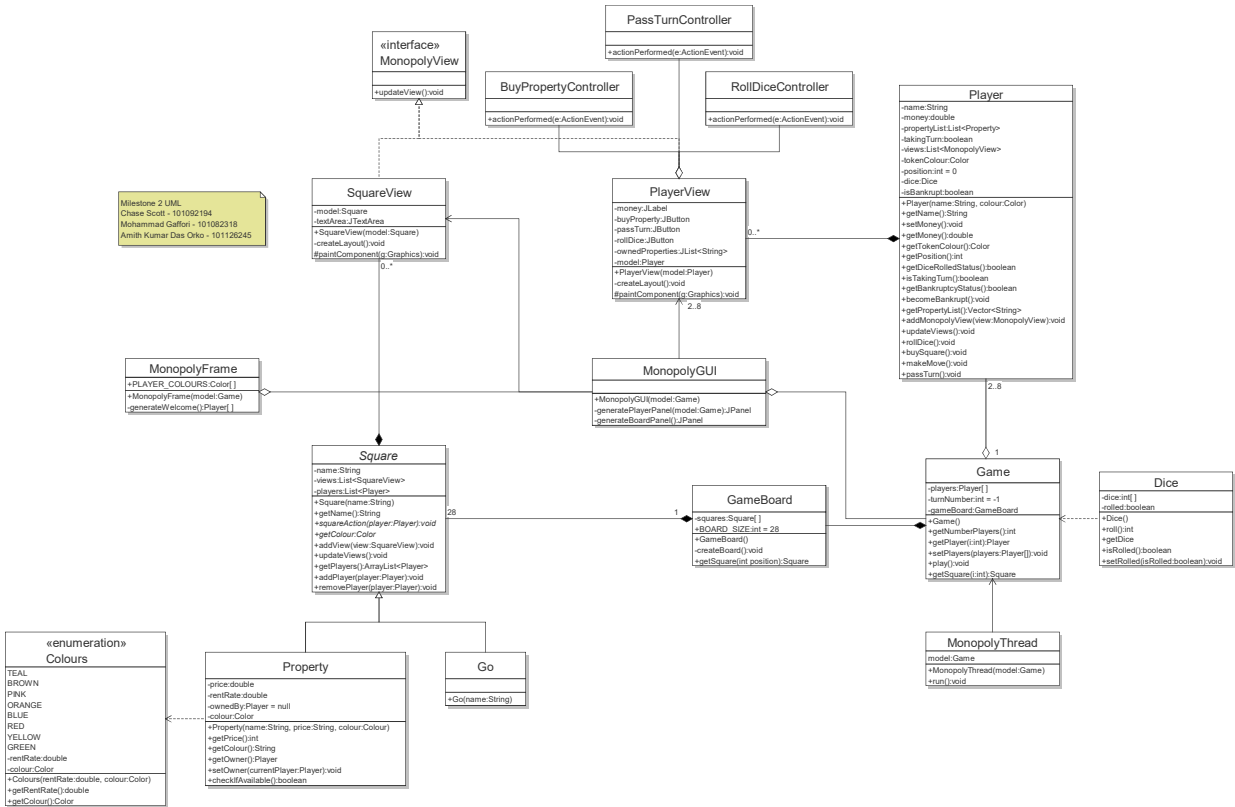 PassTurnController
+actionPerformed(e:ActionEvent):void
«interface»
MonopolyView
+updateView():void
BuyPropertyController
+actionPerformed(e:ActionEvent):void
RollDiceController
+actionPerformed(e:ActionEvent):void
Player
-name:String
-money:double
-propertyList:List<Property>
-takingTurn:boolean
-views:List<MonopolyView>
-tokenColour:Color
-position:int = 0
-dice:Dice
-isBankrupt:boolean
+Player(name:String, colour:Color)
+getName():String
+setMoney():void
+getMoney():double
+getTokenColour():Color
+getPosition():int
+getDiceRolledStatus():boolean
+isTakingTurn():boolean
+getBankruptcyStatus():boolean
+becomeBankrupt():void
+getPropertyList():Vector<String>
+addMonopolyView(view:MonopolyView):void
+updateViews():void
+rollDice():void
+buySquare():void
+makeMove():void
+passTurn():void
2..8
Milestone 2 UML
Chase Scott - 101092194
Mohammad Gaffori - 101082318
Amith Kumar Das Orko - 101126245
SquareView
-model:Square
-textArea:JTextArea
+SquareView(model:Square)
-createLayout():void
#paintComponent(g:Graphics):void
0..*
PlayerView
-money:JLabel
-buyProperty:JButton
-passTurn:JButton
-rollDice:JButton
-ownedProperties:JList<String>
-model:Player
+PlayerView(model:Player)
-createLayout():void
#paintComponent(g:Graphics):void
0..*
2..8
MonopolyFrame
+PLAYER_COLOURS:Color[ ]
+MonopolyFrame(model:Game)
-generateWelcome():Player[ ]
MonopolyGUI
+MonopolyGUI(model:Game)
-generatePlayerPanel(model:Game):JPanel
-generateBoardPanel():JPanel
Square
-name:String
-views:List<SquareView>
-players:List<Player>
+Square(name:String)
+getName():String
+squareAction(player:Player):void
+getColour:Color
+addView(view:SquareView):void
+updateViews():void
+getPlayers():ArrayList<Player>
+addPlayer(player:Player):void
+removePlayer(player:Player):void
28
1
GameBoard
-squares:Square[ ]
+BOARD_SIZE:int = 28
+GameBoard()
-createBoard():void
+getSquare(int position):Square
1
Game
-players:Player[ ]
-turnNumber:int = -1
-gameBoard:GameBoard
+Game()
+getNumberPlayers():int
+getPlayer(i:int):Player
+setPlayers(players:Player[]):void
+play():void
+getSquare(i:int):Square
Dice
-dice:int[ ]
-rolled:boolean
+Dice()
+roll():int
+getDice
+isRolled():boolean
+setRolled(isRolled:boolean):void
MonopolyThread
model:Game
+MonopolyThread(model:Game)
+run():void
«enumeration»
Colours
TEAL
BROWN
PINK
ORANGE
BLUE
RED
YELLOW
GREEN
-rentRate:double
-colour:Color
+Colours(rentRate:double, colour:Color)
+getRentRate():double
+getColour():Color
Property
-price:double
-rentRate:double
-ownedBy:Player = null
-colour:Color
+Property(name:String, price:String, colour:Colour)
+getPrice():int
+getColour():String
+getOwner():Player
+setOwner(currentPlayer:Player):void
+checkIfAvailable():boolean
Go
+Go(name:String)